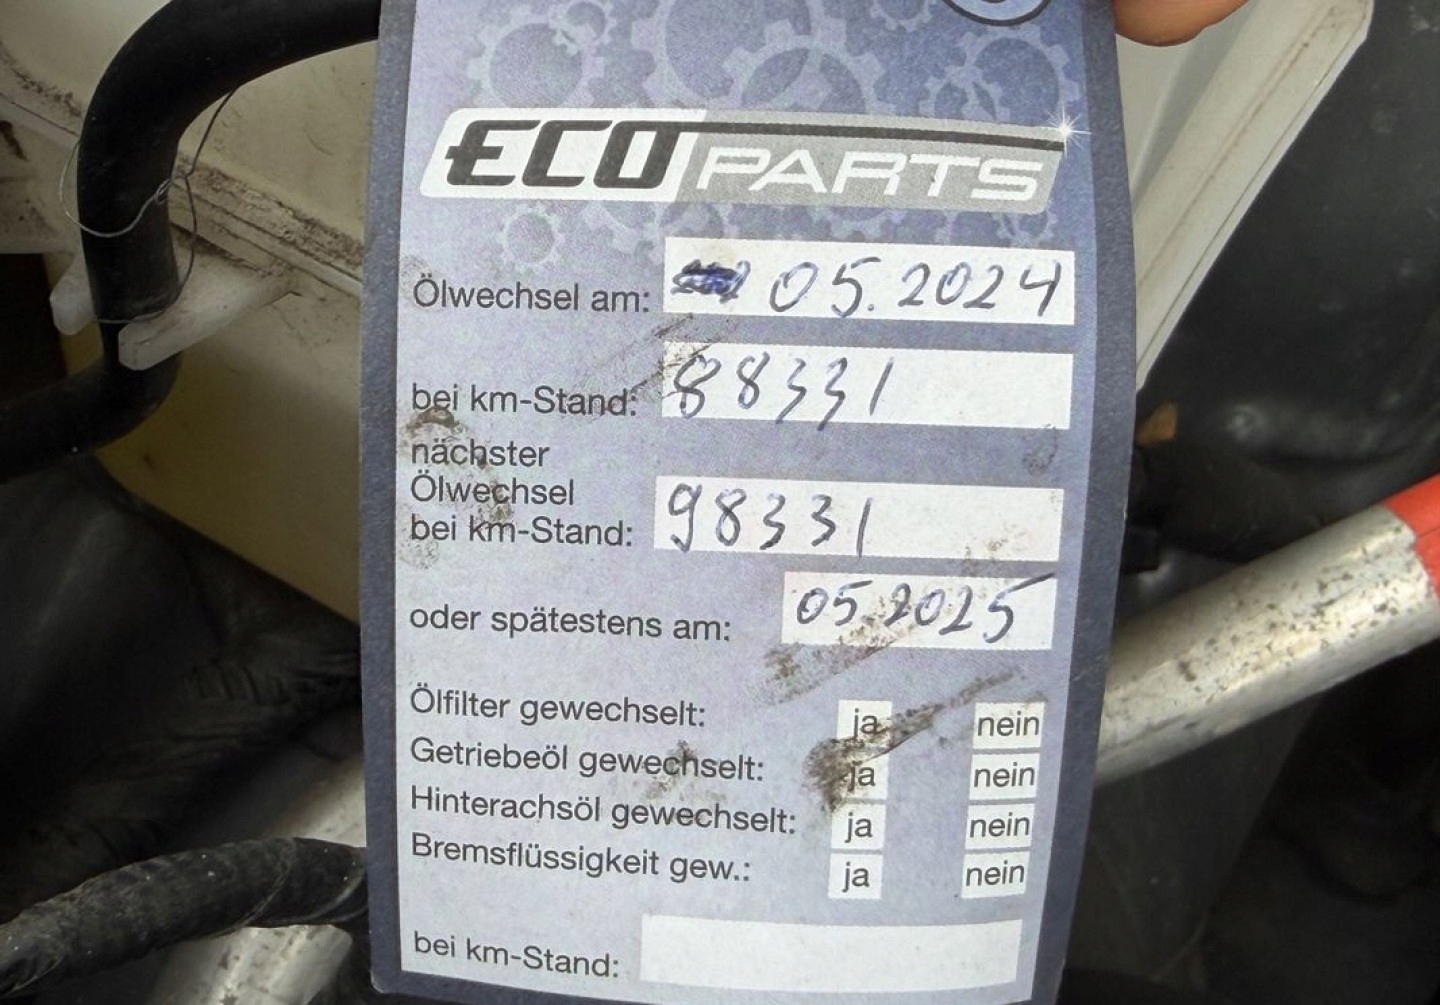 ECO PARTS
Ölwechsel am: 05.2024
bei km-Stand: 88331
nächster
Ölwechsel
bei km-Stand: 98331
oder spätestens am: 05.2025
Ölfilter gewechselt: ja nein
Getriebeöl gewechselt: ja nein
Hinterachsöl gewechselt: ja nein
Bremsflüssigkeit gew.: ja nein
bei km-Stand: